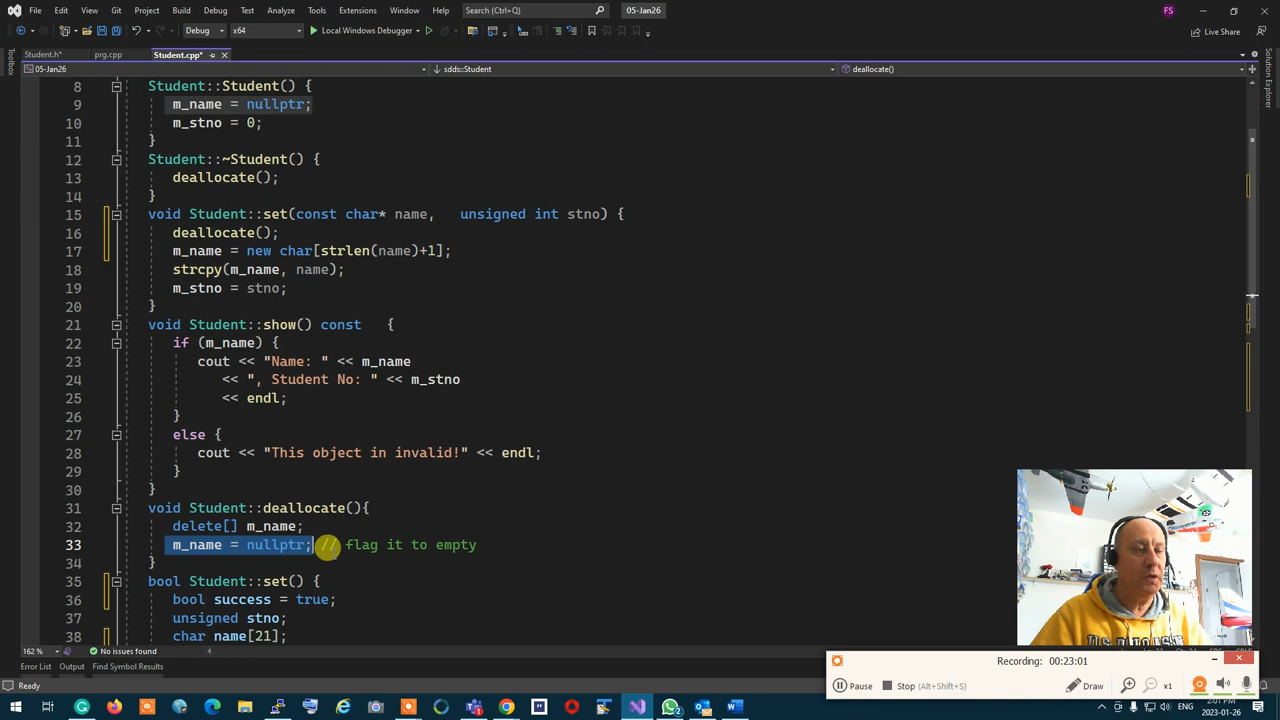 File Edit View Git Project Build Debug Test Analyze Tools Extensions Window Help Search (Ctrl+Q) 05-Jan26 FS
Debug x64 Local Windows Debugger Live Share
Student.h* prg.cpp Student.cpp*
05-Jan26 sdds::Student deallocate()
Toolbox
Solution Explorer
8 Student::Student() {
9 m_name = nullptr;
10 m_stno = 0;
11 }
12 Student::~Student() {
13 deallocate();
14 }
15 void Student::set(const char* name, unsigned int stno) {
16 deallocate();
17 m_name = new char[strlen(name)+1];
18 strcpy(m_name, name);
19 m_stno = stno;
20 }
21 void Student::show() const {
22 if (m_name) {
23 cout << "Name: " << m_name
24 << ", Student No: " << m_stno
25 << endl;
26 }
27 else {
28 cout << "This object in invalid!" << endl;
29 }
30 }
31 void Student::deallocate(){
32 delete[] m_name;
33 m_name = nullptr; // flag it to empty
34 }
35 bool Student::set() {
36 bool success = true;
37 unsigned stno;
38 char name[21];
162 % No issues found
Error List Output Find Symbol Results
Ready
Recording: 00:23:01
Pause Stop (Alt+Shift+S) Draw x1
2:01 PM
2023-01-26